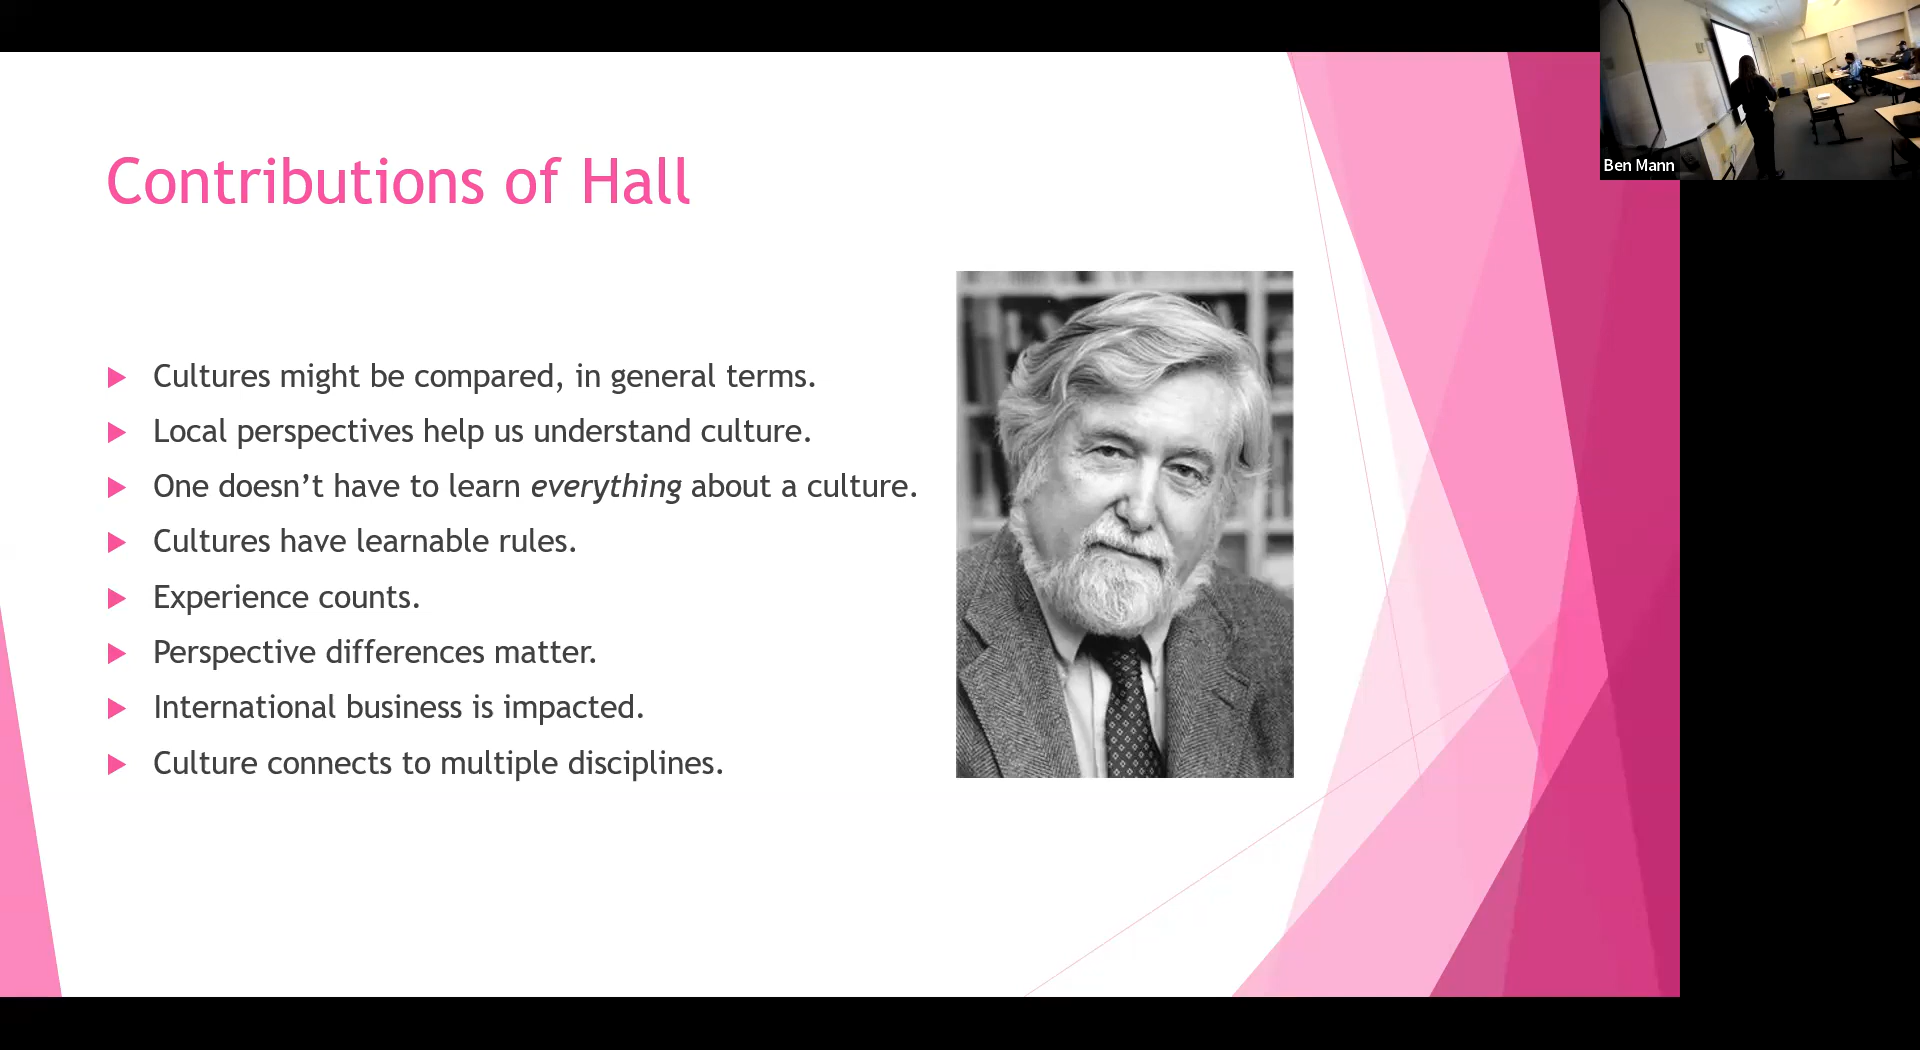 Contributions of Hall
Cultures might be compared, in general terms.
Local perspectives help us understand culture.
One doesn’t have to learn everything about a culture.
Cultures have learnable rules.
Experience counts.
Perspective differences matter.
International business is impacted.
Culture connects to multiple disciplines.
Ben Mann